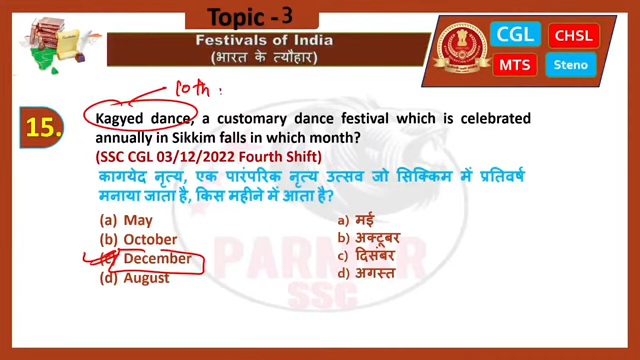 Topic -3
Festivals of India
(भारत के त्यौहार)
CGL
CHSL
MTS
Steno
10th :
15.
Kagyed dance, a customary dance festival which is celebrated
annually in Sikkim falls in which month?
(SSC CGL 03/12/2022 Fourth Shift)
कागयेद नृत्य, एक पारंपरिक नृत्य उत्सव जो सिक्किम में प्रतिवर्ष
मनाया जाता है, किस महीने में आता है?
(a) May
(b) October
(c) December
(d) August
a) मई
b) अक्टूबर
c) दिसंबर
d) अगस्त
PARMAR
SSC